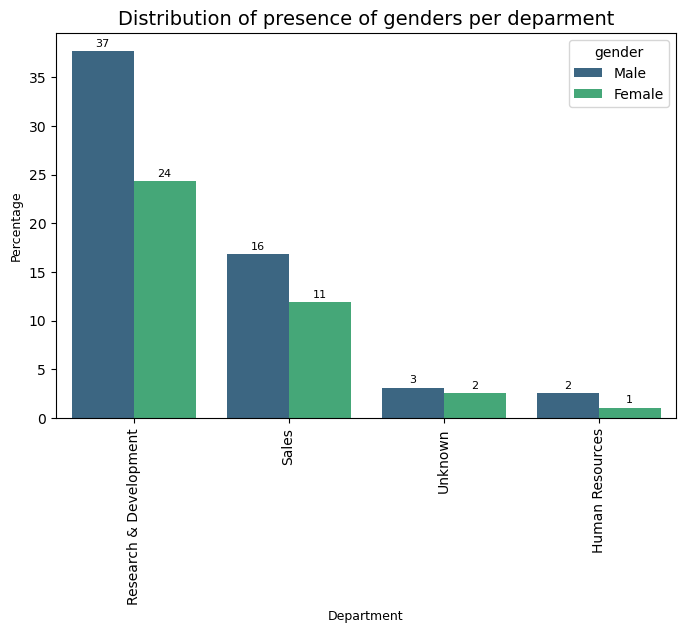 Distribution of presence of genders per deparment
gender
Male
Female
Percentage
35
30
25
20
15
10
5
0
37
24
16
11
3
2
2
1
Research & Development
Sales
Unknown
Human Resources
Department